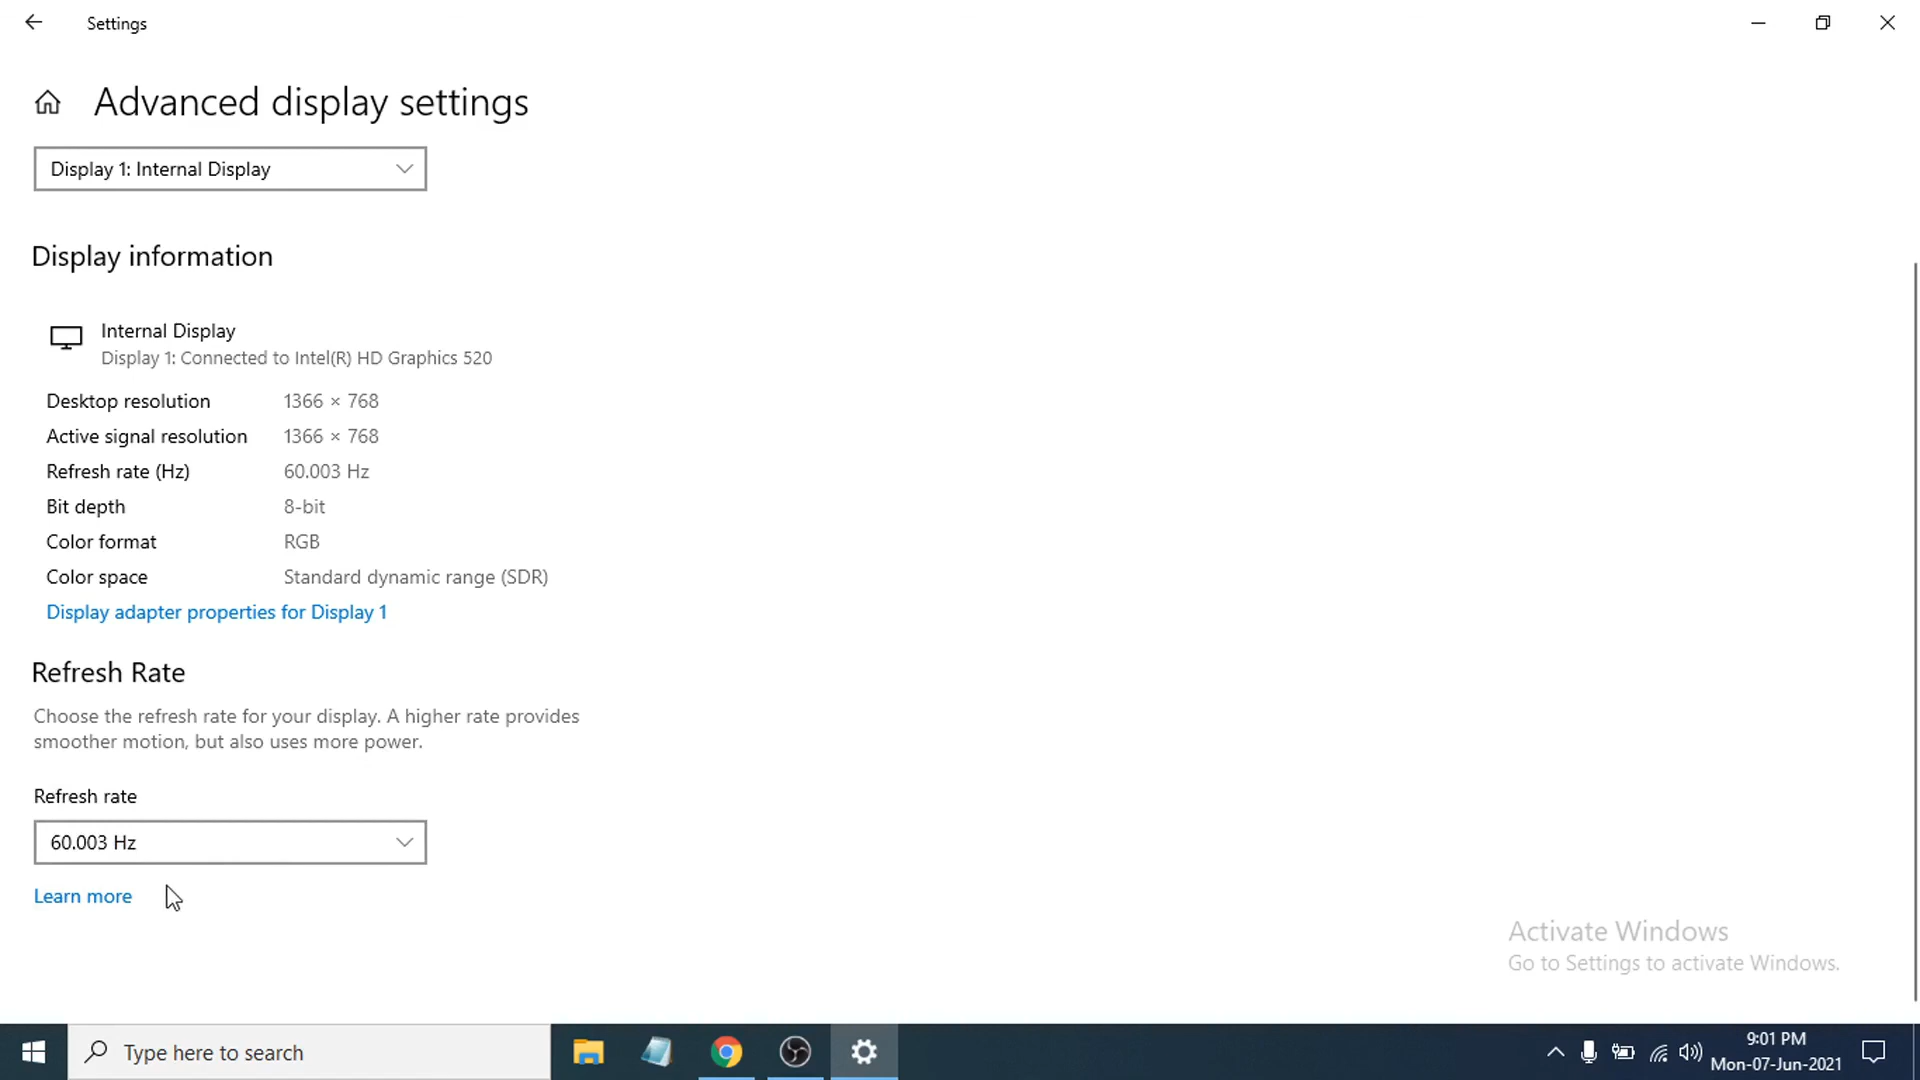 Settings
Advanced display settings
Display 1: Internal Display
Display information
Internal Display
Display 1: Connected to Intel(R) HD Graphics 520
Desktop resolution 1366 × 768
Active signal resolution 1366 × 768
Refresh rate (Hz) 60.003 Hz
Bit depth 8-bit
Color format RGB
Color space Standard dynamic range (SDR)
Display adapter properties for Display 1
Refresh Rate
Choose the refresh rate for your display. A higher rate provides
smoother motion, but also uses more power.
Refresh rate
60.003 Hz
Learn more
Activate Windows
Go to Settings to activate Windows.
Type here to search
9:01 PM
Mon-07-Jun-2021